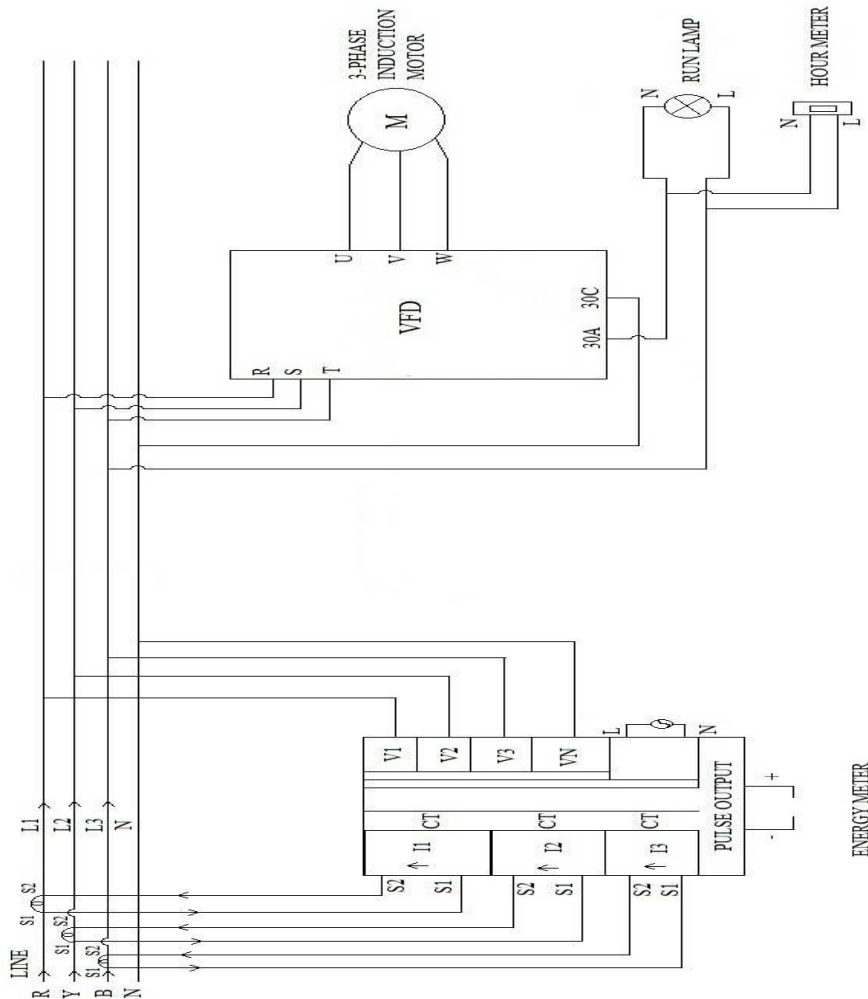 LINE
R
Y
B
N
S1
S2
S1
S2
S1
S2
L1
L2
L3
N
3-PHASE
INDUCTION
MOTOR
M
U
V
W
VFD
R
S
T
30A
30C
N
RUN LAMP
L
N
HOUR METER
L
V1
V2
V3
VN
L
N
CT
CT
CT
I1
I2
I3
S2
S1
S2
S1
S2
S1
PULSE OUTPUT
- +
ENERGY METER